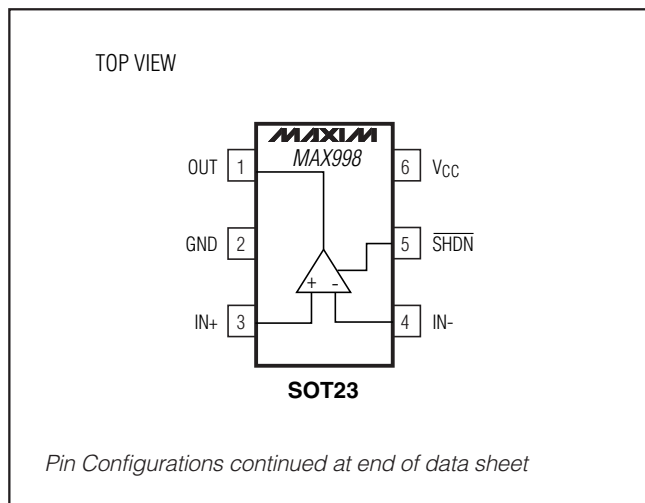 TOP VIEW
MAXIM
MAX998
OUT 1
6 VCC
GND 2
5 SHDN
+ -
IN+ 3
4 IN-
SOT23
Pin Configurations continued at end of data sheet